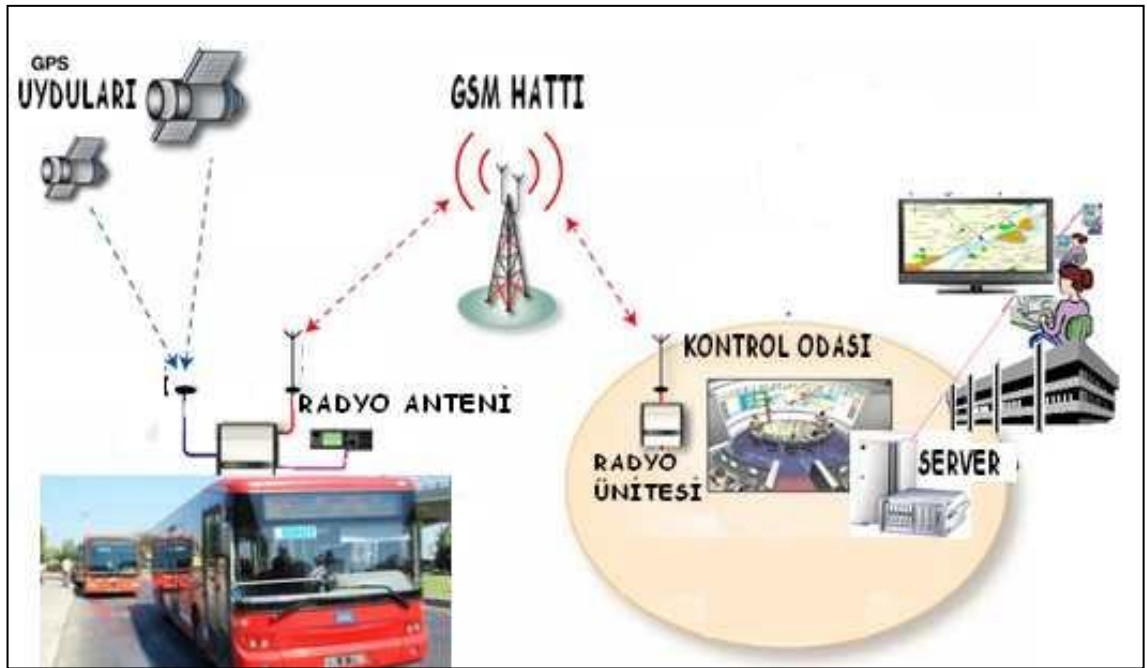 GPS
UYDULARI
GSM HATTI
RADYO ANTENİ
KONTROL ODASI
RADYO
ÜNİTESİ
SERVER